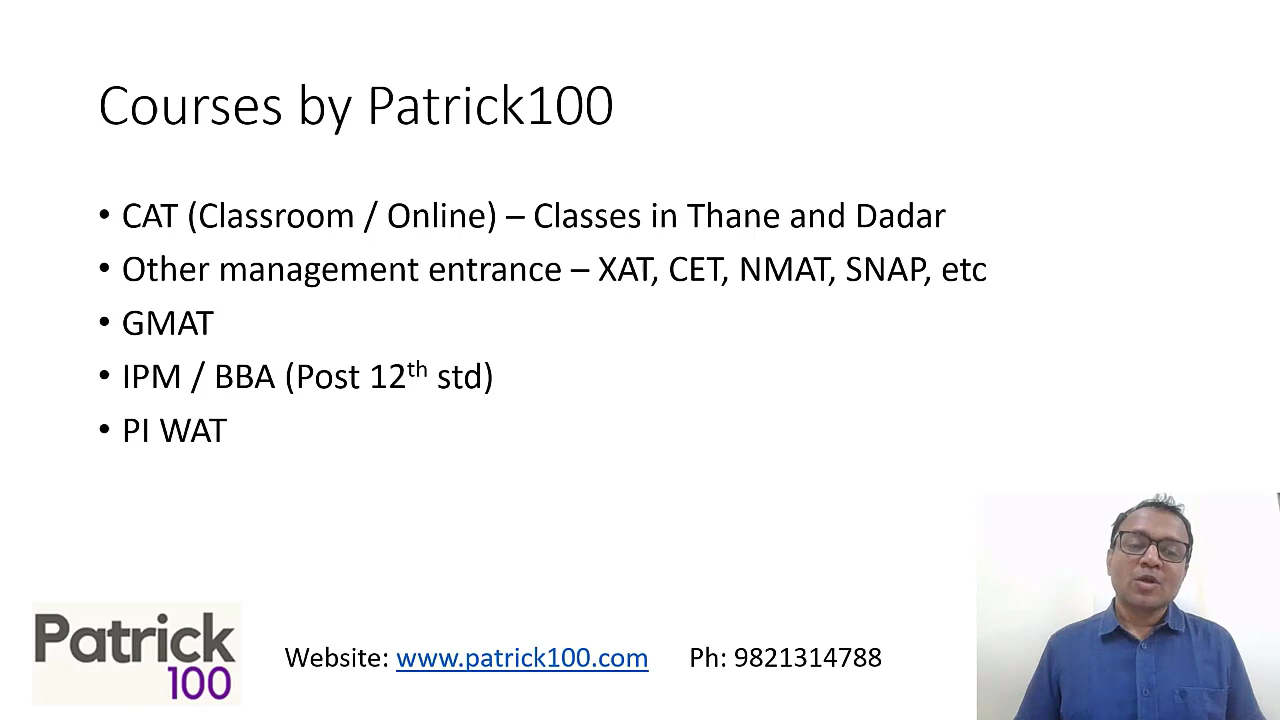 Courses by Patrick100
• CAT (Classroom / Online) – Classes in Thane and Dadar
• Other management entrance – XAT, CET, NMAT, SNAP, etc
• GMAT
• IPM / BBA (Post 12th std)
• PI WAT
Patrick
100
Website: www.patrick100.com Ph: 9821314788